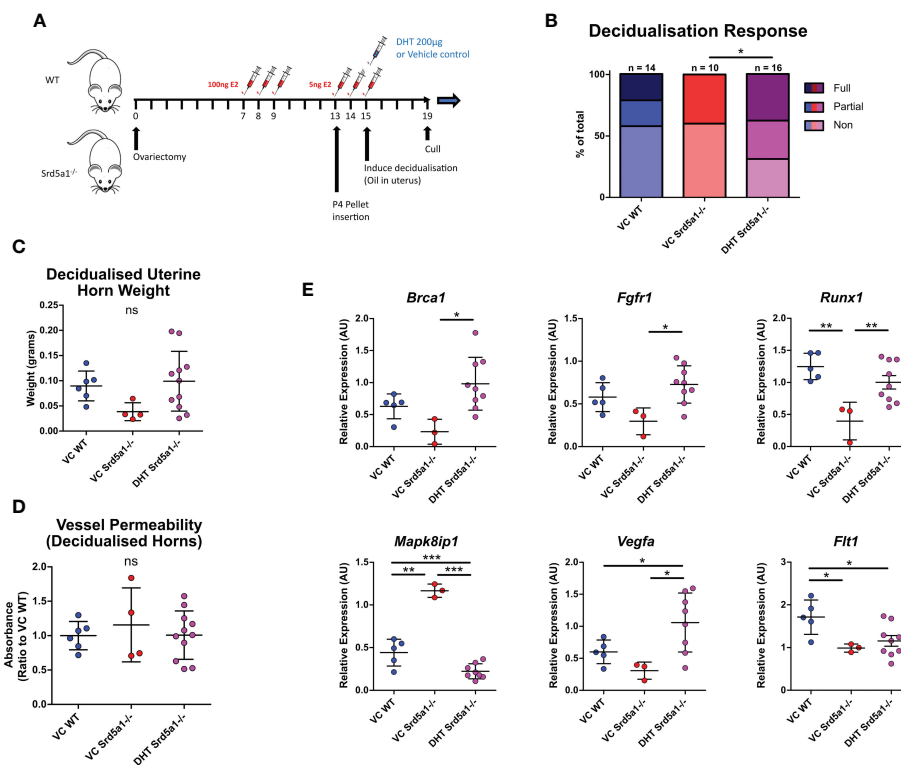 A
WT
Srd5a1-/-
100ng E2
5ng E2
DHT 200µg
or Vehicle control
0
7
8
9
13
14
15
19
Ovariectomy
P4 Pellet
insertion
Induce decidualisation
(Oil in uterus)
Cull
B
Decidualisation Response
*
n = 14
n = 10
n = 16
% of total
100
50
0
VC WT
VC Srd5a1-/-
DHT Srd5a1-/-
Full
Partial
Non
C
Decidualised Uterine
Horn Weight
ns
Weight (grams)
0.25
0.20
0.15
0.10
0.05
0.00
VC WT
VC Srd5a1-/-
DHT Srd5a1-/-
D
Vessel Permeability
(Decidualised Horns)
ns
Absorbance
(Ratio to VC WT)
2.0
1.5
1.0
0.5
0.0
VC WT
VC Srd5a1-/-
DHT Srd5a1-/-
E
Brca1
*
Relative Expression (AU)
2.0
1.5
1.0
0.5
0.0
VC WT
VC Srd5a1-/-
DHT Srd5a1-/-
Fgfr1
*
Relative Expression (AU)
1.5
1.0
0.5
0.0
VC WT
VC Srd5a1-/-
DHT Srd5a1-/-
Runx1
**
**
Relative Expression (AU)
2.0
1.5
1.0
0.5
0.0
VC WT
VC Srd5a1-/-
DHT Srd5a1-/-
Mapk8ip1
***
**
***
Relative Expression (AU)
1.5
1.0
0.5
0.0
VC WT
VC Srd5a1-/-
DHT Srd5a1-/-
Vegfa
*
*
Relative Expression (AU)
2.0
1.5
1.0
0.5
0.0
VC WT
VC Srd5a1-/-
DHT Srd5a1-/-
Flt1
*
*
Relative Expression (AU)
3
2
1
0
VC WT
VC Srd5a1-/-
DHT Srd5a1-/-